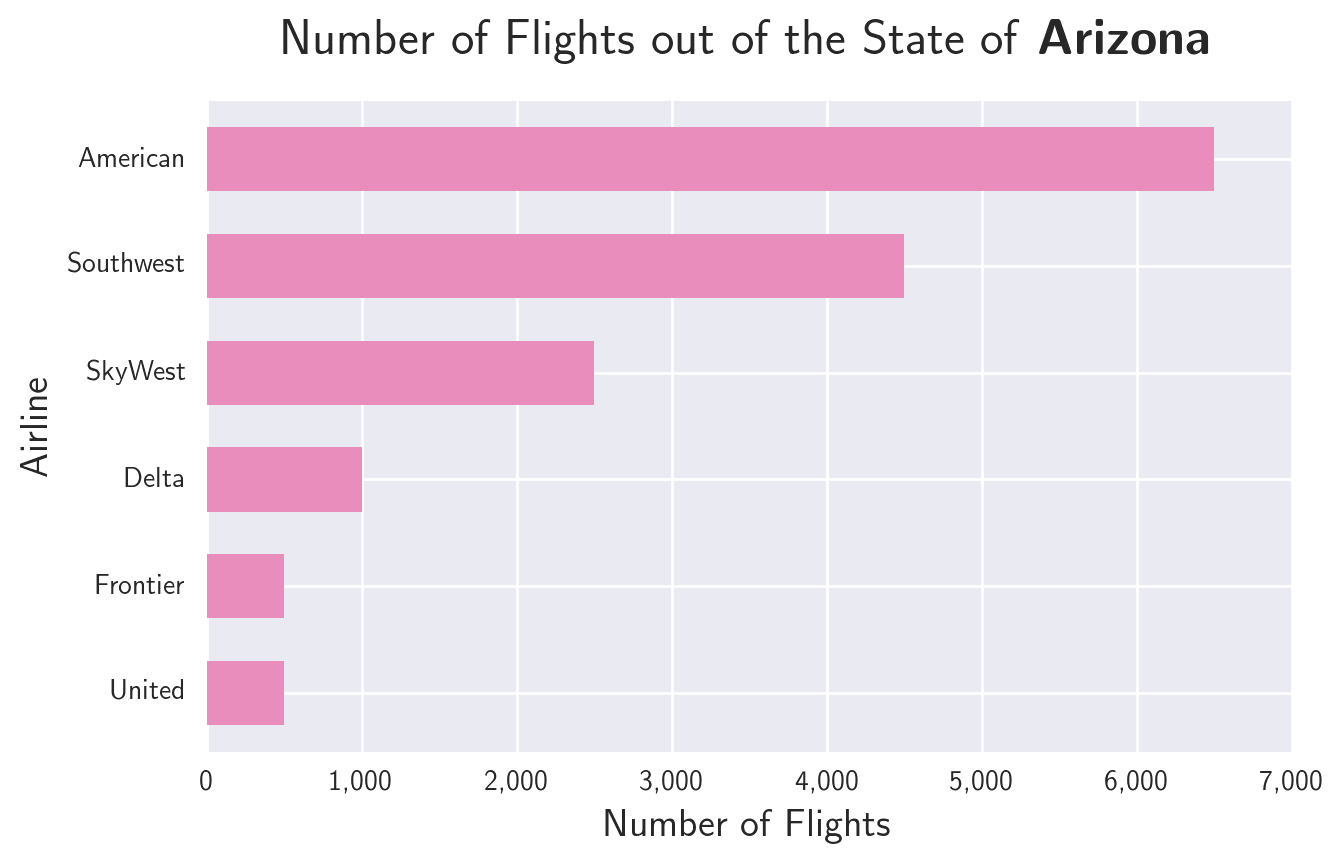 Number of Flights out of the State of Arizona
American
Southwest
SkyWest
Delta
Frontier
United
Airline
0 1,000 2,000 3,000 4,000 5,000 6,000 7,000
Number of Flights